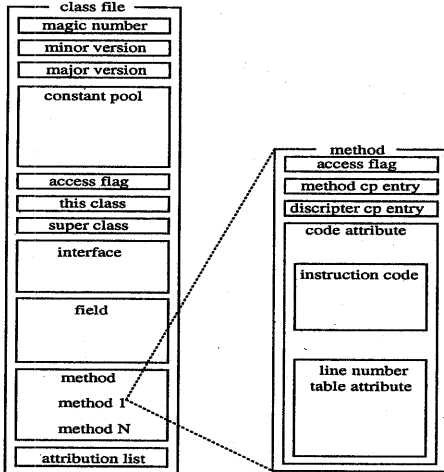 class file
magic number
minor version
major version
constant pool
access flag
this class
super class
interface
field
method
method 1
method N
attribution list
method
access flag
method cp entry
discripter cp entry
code attribute
instruction code
line number
table attribute